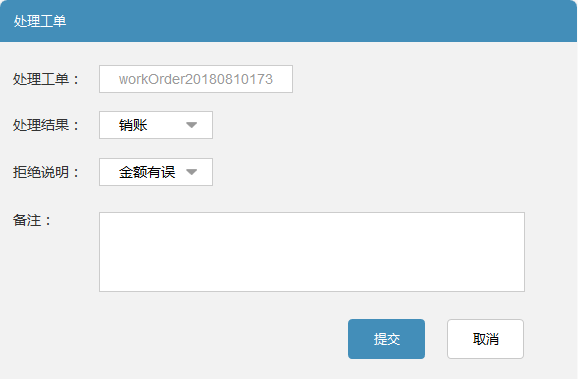 处理工单
处理工单： workOrder20180810173
处理结果： 销账
拒绝说明： 金额有误
备注：
提交 取消